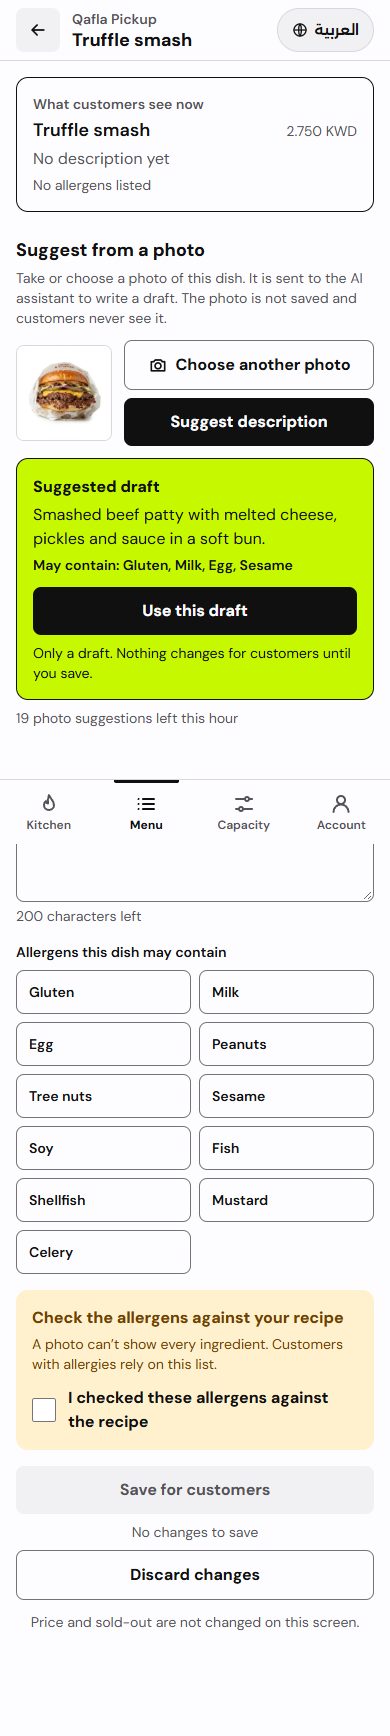 Qafla Pickup
Truffle smash
العربية
What customers see now
Truffle smash
2.750 KWD
No description yet
No allergens listed
Suggest from a photo
Take or choose a photo of this dish. It is sent to the AI
assistant to write a draft. The photo is not saved and
customers never see it.
Choose another photo
Suggest description
Suggested draft
Smashed beef patty with melted cheese,
pickles and sauce in a soft bun.
May contain: Gluten, Milk, Egg, Sesame
Use this draft
Only a draft. Nothing changes for customers until
you save.
19 photo suggestions left this hour
Kitchen
Menu
Capacity
Account
200 characters left
Allergens this dish may contain
Gluten
Milk
Egg
Peanuts
Tree nuts
Sesame
Soy
Fish
Shellfish
Mustard
Celery
Check the allergens against your recipe
A photo can’t show every ingredient. Customers
with allergies rely on this list.
I checked these allergens against
the recipe
Save for customers
No changes to save
Discard changes
Price and sold-out are not changed on this screen.